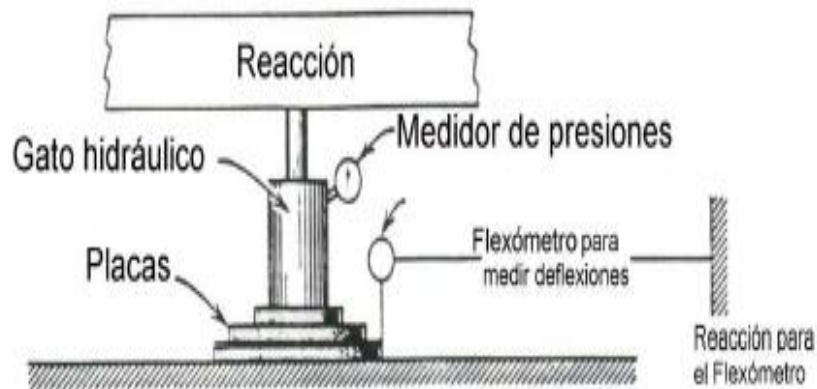 Reacción
Medidor de presiones
Gato hidráulico
Flexómetro para
medir deflexiones
Placas
Reacción para
el Flexómetro